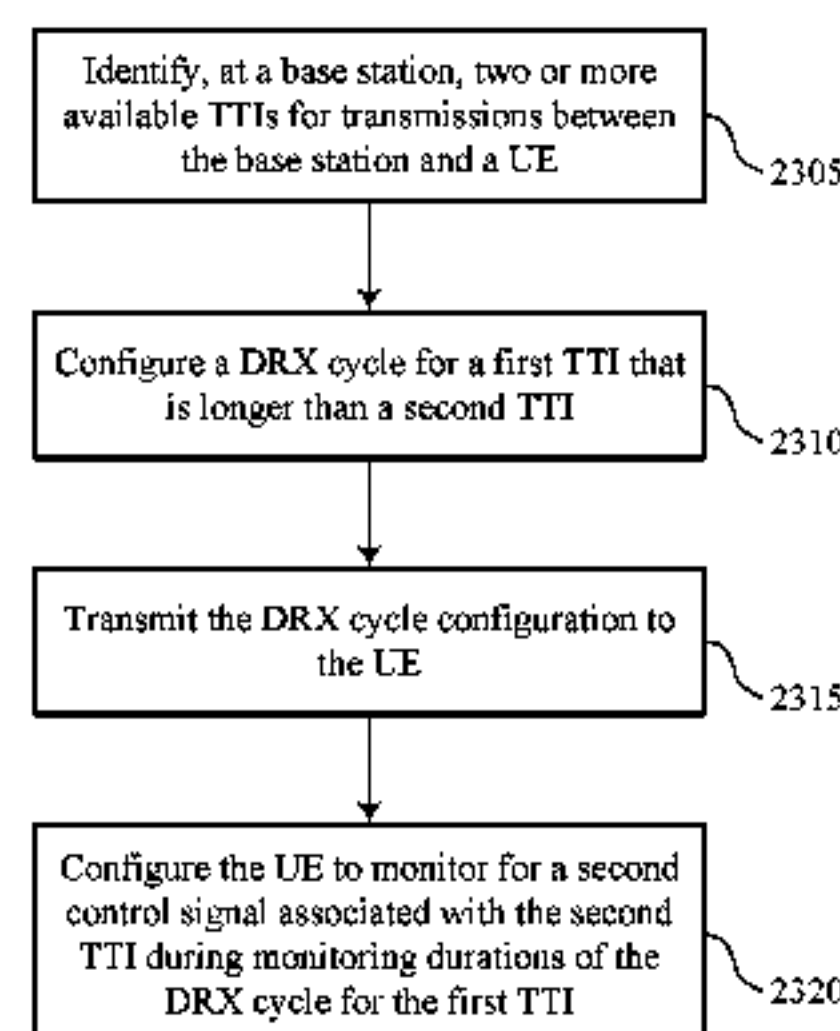 Identify, at a base station, two or more
available TTIs for transmissions between
the base station and a UE
2305
Configure a DRX cycle for a first TTI that
is longer than a second TTI
2310
Transmit the DRX cycle configuration to
the UE
2315
Configure the UE to monitor for a second
control signal associated with the second
TTI during monitoring durations of the
DRX cycle for the first TTI
2320